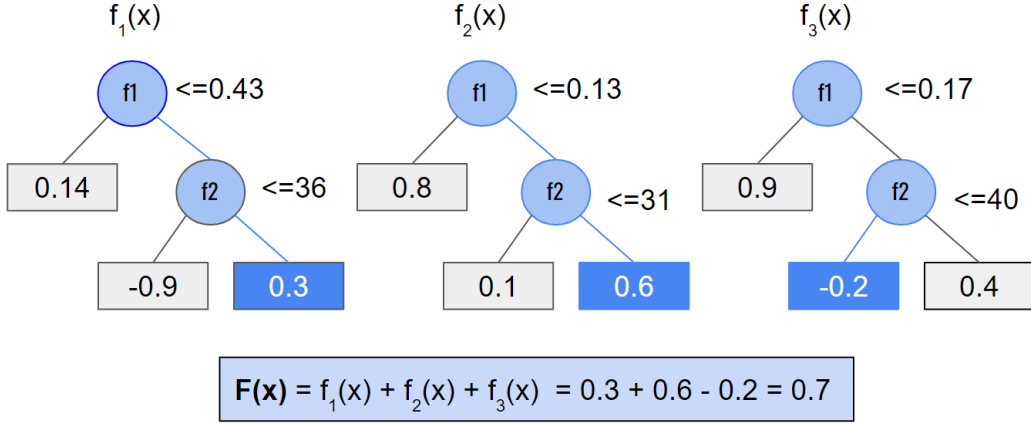 f₁(x) f₂(x) f₃(x)
f1 <=0.43 f1 <=0.13 f1 <=0.17
0.14 f2 <=36 0.8 f2 <=31 0.9 f2 <=40
-0.9 0.3 0.1 0.6 -0.2 0.4
F(x) = f₁(x) + f₂(x) + f₃(x) = 0.3 + 0.6 - 0.2 = 0.7